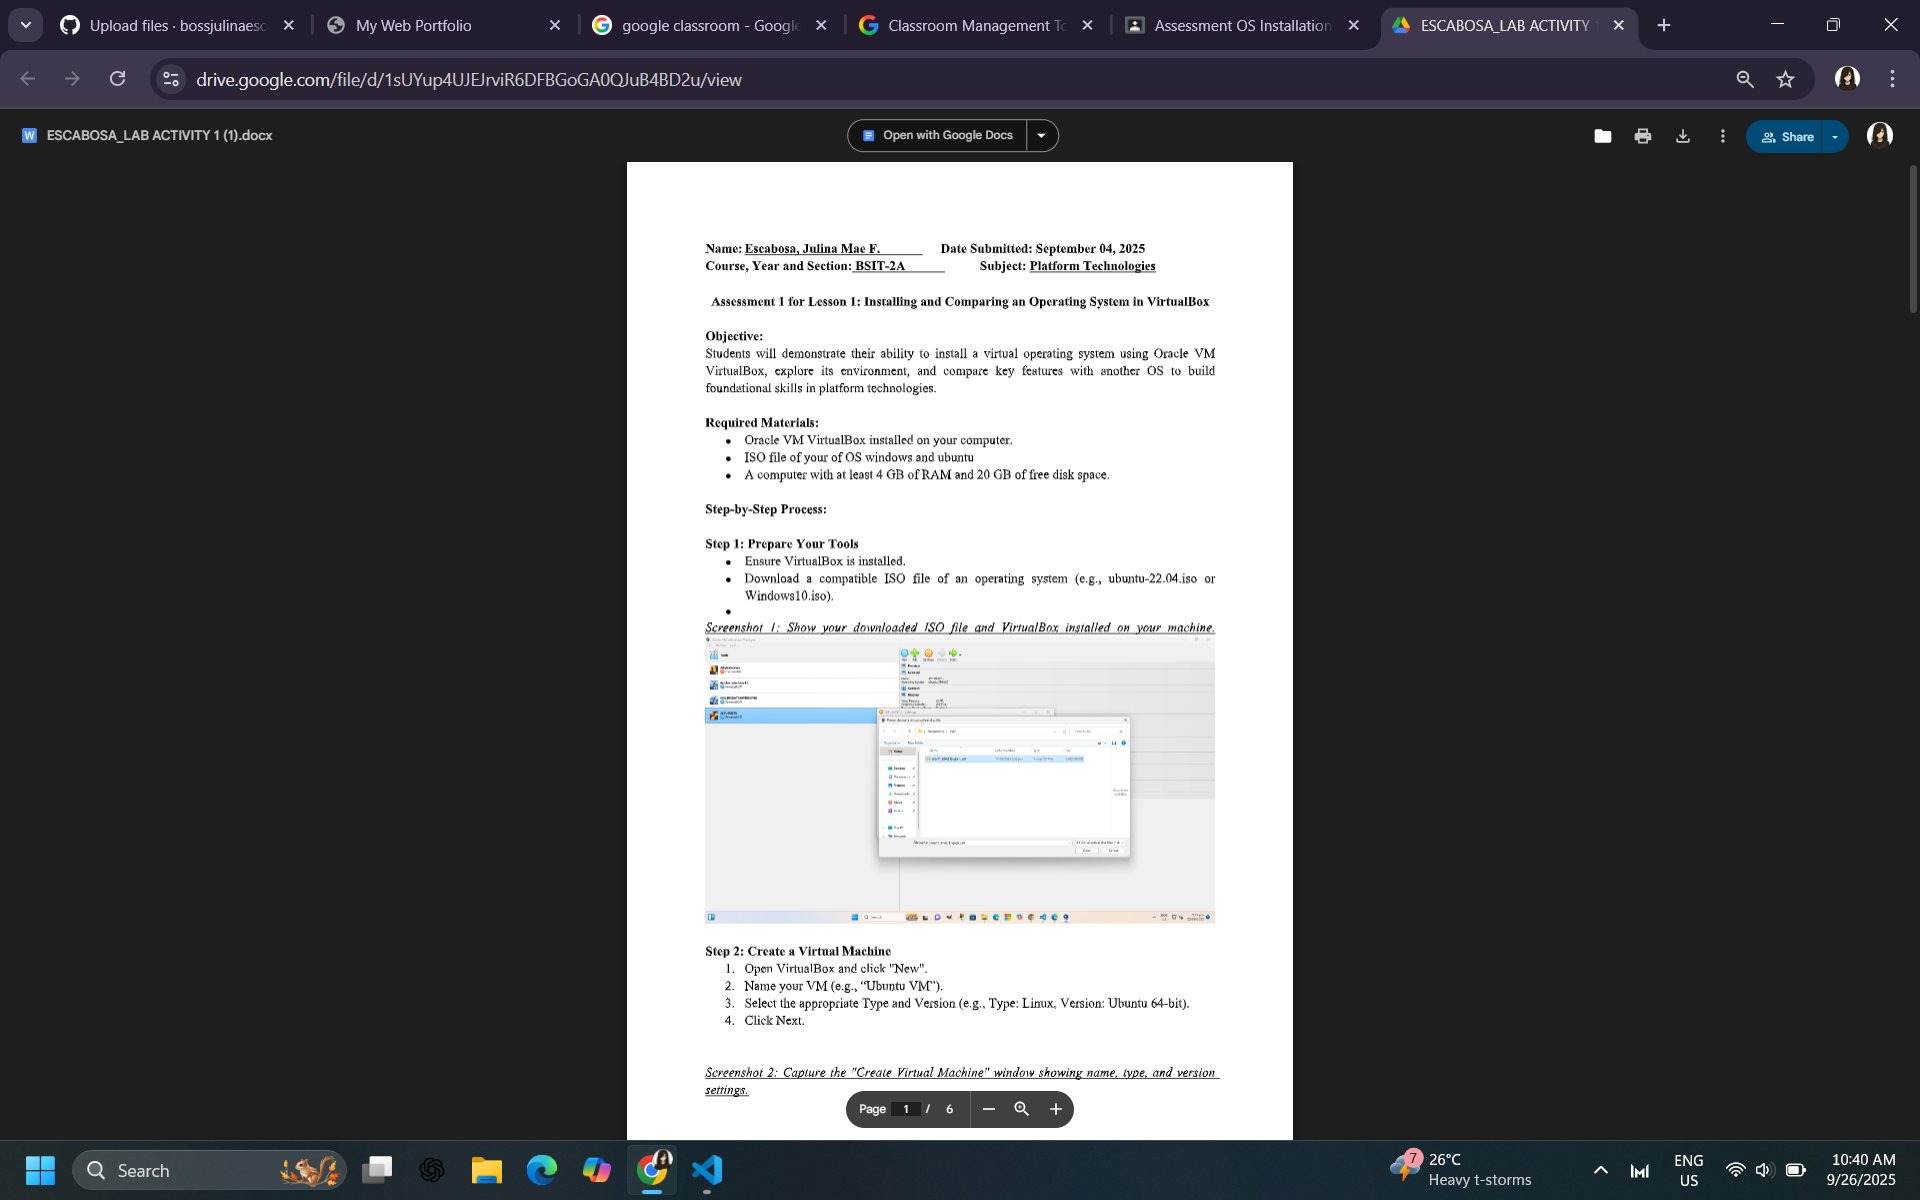 Upload files · bossjulinaesc
My Web Portfolio
google classroom - Google
Classroom Management To
Assessment OS Installation
ESCABOSA_LAB ACTIVITY
drive.google.com/file/d/1sUYup4UJEJrviR6DFBGoGA0QJuB4BD2u/view
W ESCABOSA_LAB ACTIVITY 1 (1).docx
Open with Google Docs
Share
Name: Escabosa, Julina Mae F. Date Submitted: September 04, 2025
Course, Year and Section: BSIT-2A Subject: Platform Technologies
Assessment 1 for Lesson 1: Installing and Comparing an Operating System in VirtualBox
Objective:
Students will demonstrate their ability to install a virtual operating system using Oracle VM
VirtualBox, explore its environment, and compare key features with another OS to build
foundational skills in platform technologies.
Required Materials:
• Oracle VM VirtualBox installed on your computer.
• ISO file of your of OS windows and ubuntu
• A computer with at least 4 GB of RAM and 20 GB of free disk space.
Step-by-Step Process:
Step 1: Prepare Your Tools
• Ensure VirtualBox is installed.
• Download a compatible ISO file of an operating system (e.g., ubuntu-22.04.iso or
Windows10.iso).
•
Screenshot 1: Show your downloaded ISO file and VirtualBox installed on your machine.
Step 2: Create a Virtual Machine
1. Open VirtualBox and click "New".
2. Name your VM (e.g., “Ubuntu VM”).
3. Select the appropriate Type and Version (e.g., Type: Linux, Version: Ubuntu 64-bit).
4. Click Next.
Screenshot 2: Capture the "Create Virtual Machine" window showing name, type, and version
settings.
Page 1 / 6
Search
7
26°C
Heavy t-storms
ENG
US
10:40 AM
9/26/2025